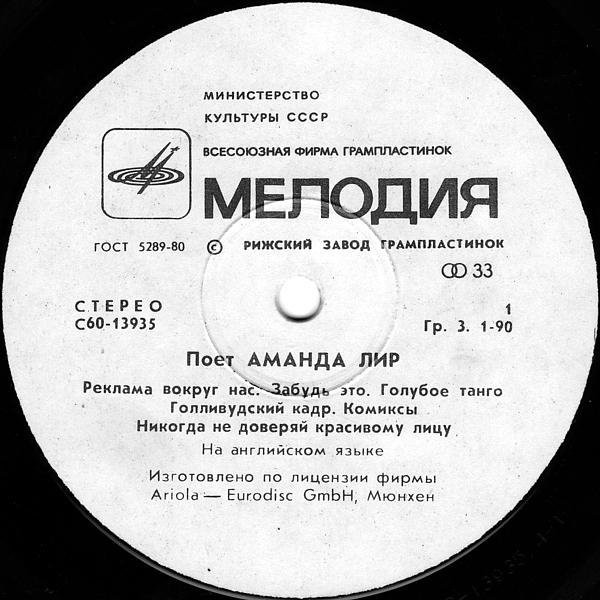 МИНИСТЕРСТВО
КУЛЬТУРЫ СССР
ВСЕСОЮЗНАЯ ФИРМА ГРАМПЛАСТИНОК
МЕЛОДИЯ
ГОСТ 5289-80 © РИЖСКИЙ ЗАВОД ГРАМПЛАСТИНОК
33
СТЕРЕО 1
С60-13935 Гр. 3. 1-90
Поет АМАНДА ЛИР
Реклама вокруг нас. Забудь это. Голубое танго
Голливудский кадр. Комиксы
Никогда не доверяй красивому лицу
На английском языке
Изготовлено по лицензии фирмы
Ariola — Eurodisc GmbH, Мюнхен